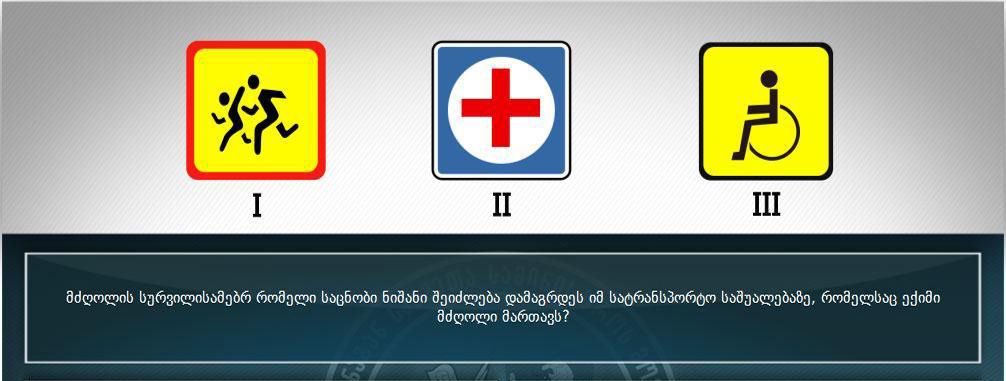 I II III
მძღოლის სურვილისამებრ რომელი საცნობი ნიშანი შეიძლება დამაგრდეს იმ სატრანსპორტო საშუალებაზე, რომელსაც ექიმი
მძღოლი მართავს?